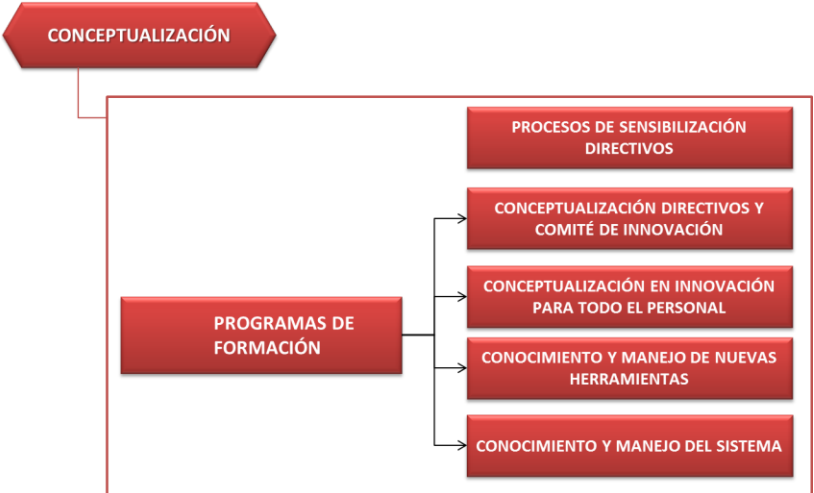 CONCEPTUALIZACIÓN
PROCESOS DE SENSIBILIZACIÓN
DIRECTIVOS
CONCEPTUALIZACIÓN DIRECTIVOS Y
COMITÉ DE INNOVACIÓN
CONCEPTUALIZACIÓN EN INNOVACIÓN
PARA TODO EL PERSONAL
PROGRAMAS DE
FORMACIÓN
CONOCIMIENTO Y MANEJO DE NUEVAS
HERRAMIENTAS
CONOCIMIENTO Y MANEJO DEL SISTEMA